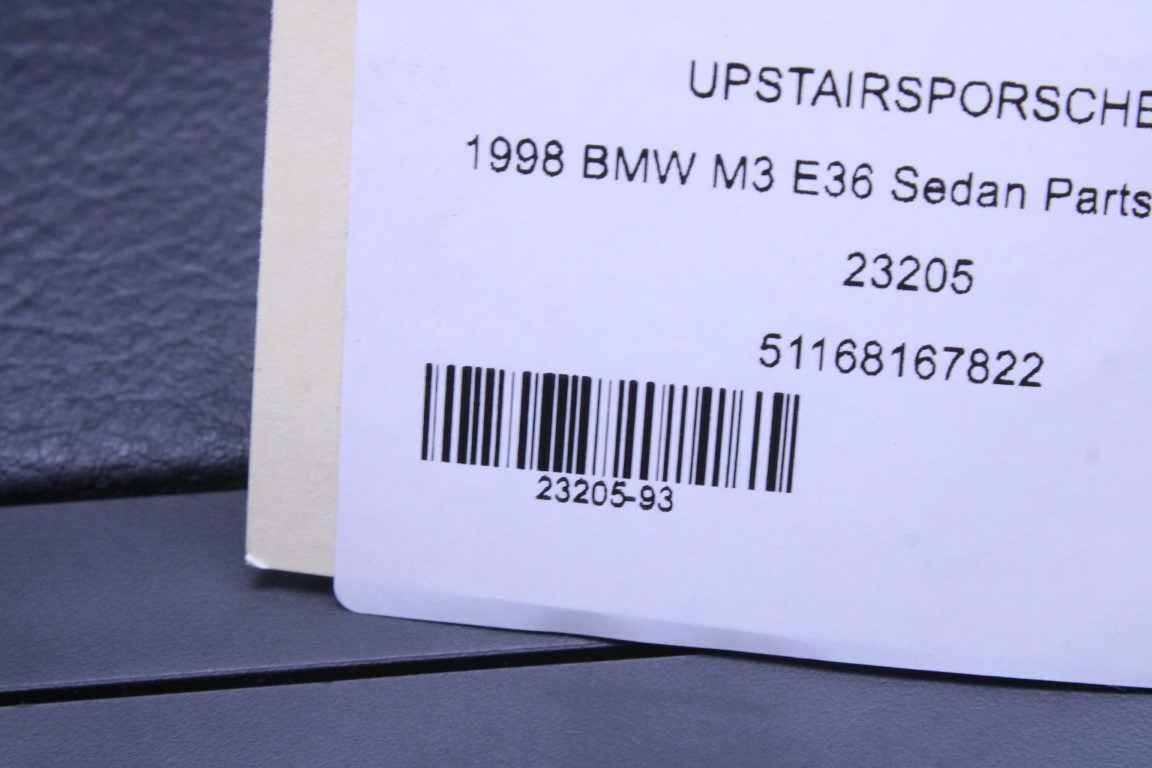 UPSTAIRSPORSCHE
1998 BMW M3 E36 Sedan Parts
23205
51168167822
23205-93